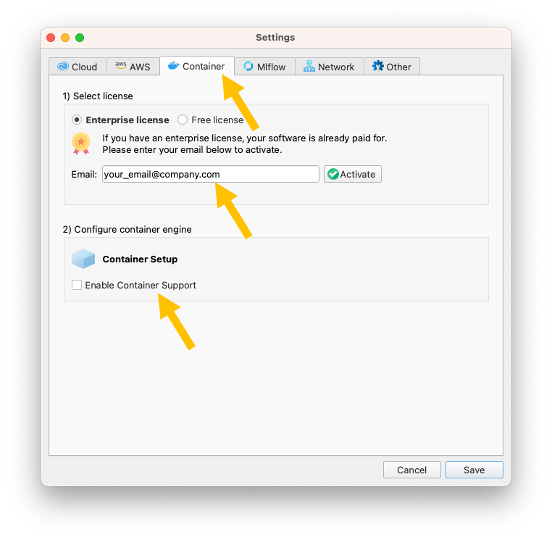 Settings
Cloud
aws AWS
Container
Mlflow
Network
Other
1) Select license
Enterprise license
Free license
If you have an enterprise license, your software is already paid for.
Please enter your email below to activate.
Email: your_email@company.com Activate
2) Configure container engine
Container Setup
Enable Container Support
Cancel
Save